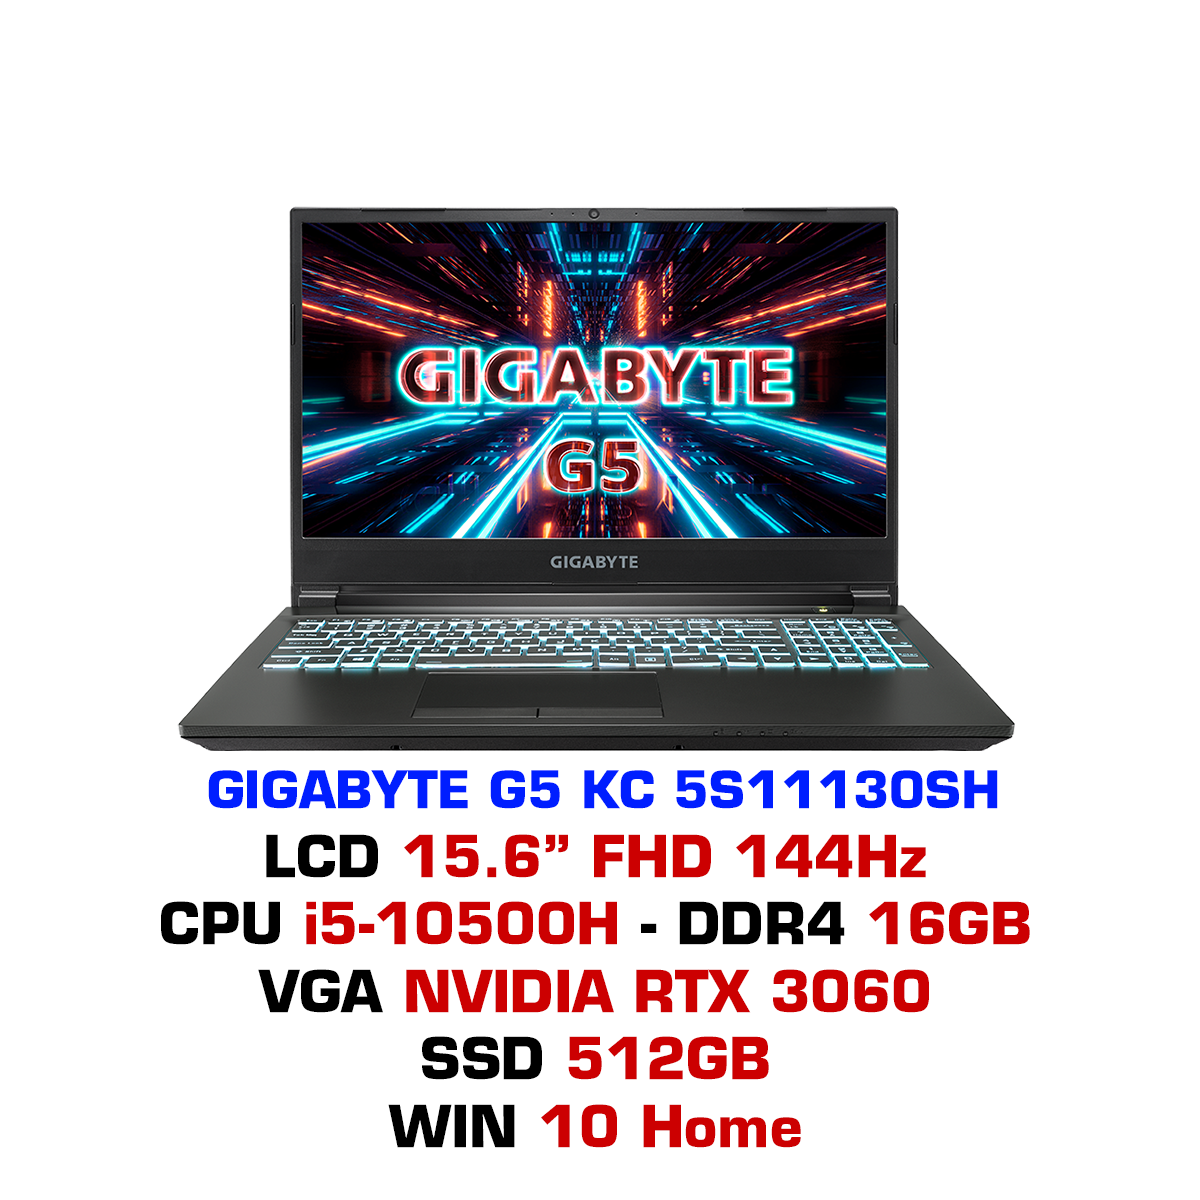 GIGABYTE
G5
GIGABYTE
GIGABYTE G5 KC 5S11130SH
LCD 15.6” FHD 144Hz
CPU i5-10500H - DDR4 16GB
VGA NVIDIA RTX 3060
SSD 512GB
WIN 10 Home